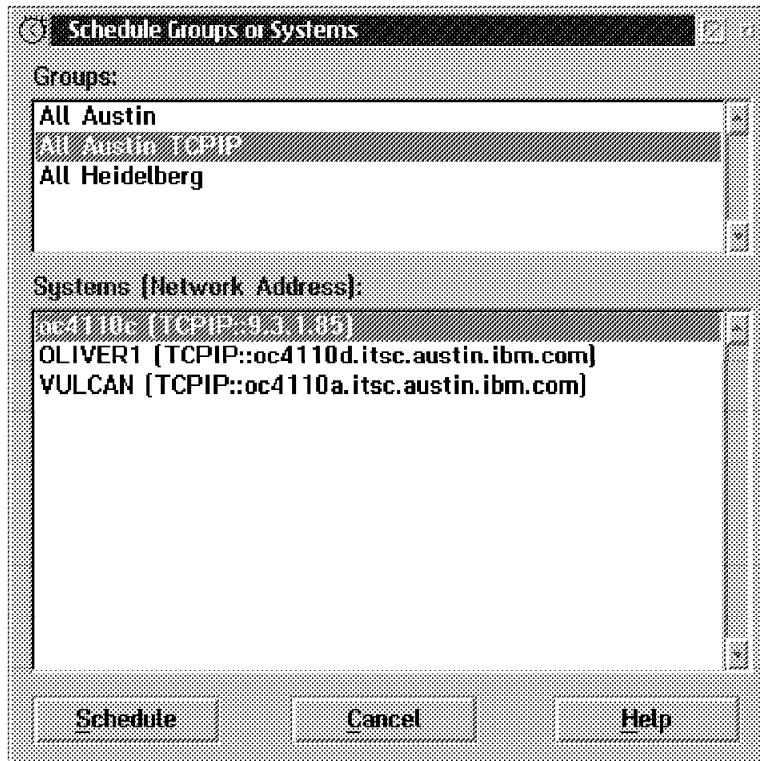 Schedule Groups or Systems
Groups:
All Austin
All Austin TCPIP
All Heidelberg
Systems (Network Address):
oc4110c (TCPIP::9.3.1.85)
OLIVER1 (TCPIP::oc4110d.itsc.austin.ibm.com)
VULCAN (TCPIP::oc4110a.itsc.austin.ibm.com)
Schedule
Cancel
Help